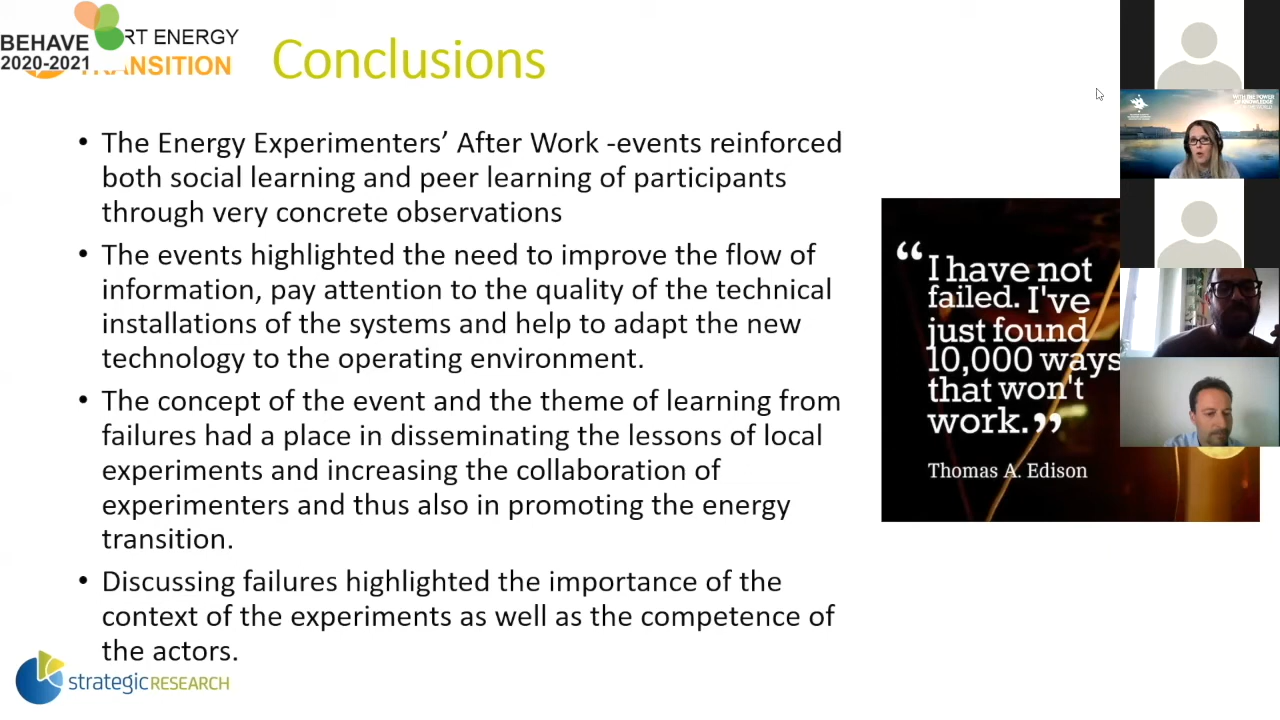 BEHAVE
2020-2021
RT ENERGY
TRANSITION
Conclusions
• The Energy Experimenters’ After Work -events reinforced
both social learning and peer learning of participants
through very concrete observations
• The events highlighted the need to improve the flow of
information, pay attention to the quality of the technical
installations of the systems and help to adapt the new
technology to the operating environment.
• The concept of the event and the theme of learning from
failures had a place in disseminating the lessons of local
experiments and increasing the collaboration of
experimenters and thus also in promoting the energy
transition.
• Discussing failures highlighted the importance of the
context of the experiments as well as the competence of
the actors.
“I have not
failed. I've
just found
10,000 ways
that won't
work.”
Thomas A. Edison
WITH THE POWER
OF KNOWLEDGE
strategicRESEARCH